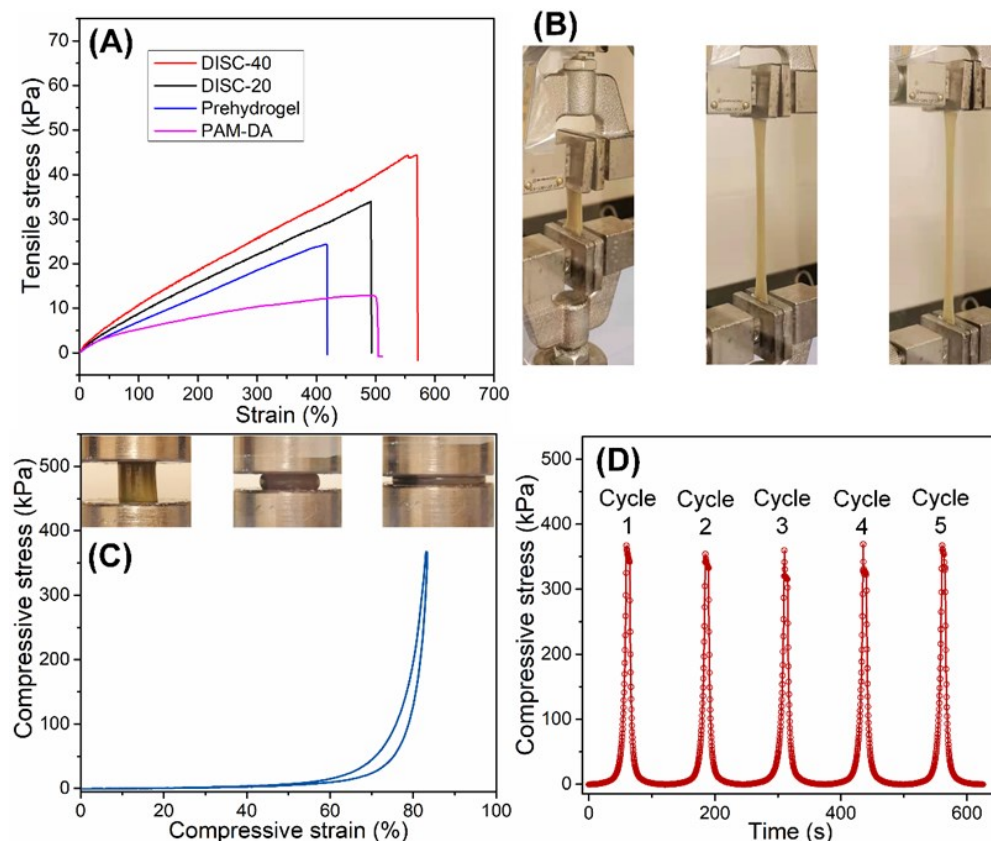 (A)
DISC-40
DISC-20
Prehydrogel
PAM-DA
Tensile stress (kPa)
70
60
50
40
30
20
10
0
0 100 200 300 400 500 600 700
Strain (%)
(B)
(C)
Compressive stress (kPa)
500
400
300
200
100
0
0 20 40 60 80 100
Compressive strain (%)
(D)
Compressive stress (kPa)
500
400
300
200
100
0
Cycle Cycle Cycle Cycle Cycle
1 2 3 4 5
0 200 400 600
Time (s)